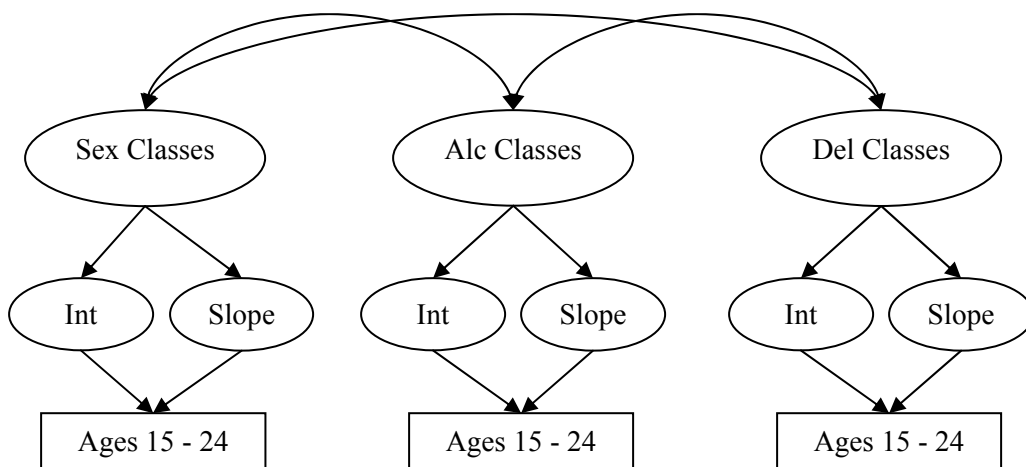 Sex Classes
Alc Classes
Del Classes
Int
Slope
Int
Slope
Int
Slope
Ages 15 - 24
Ages 15 - 24
Ages 15 - 24